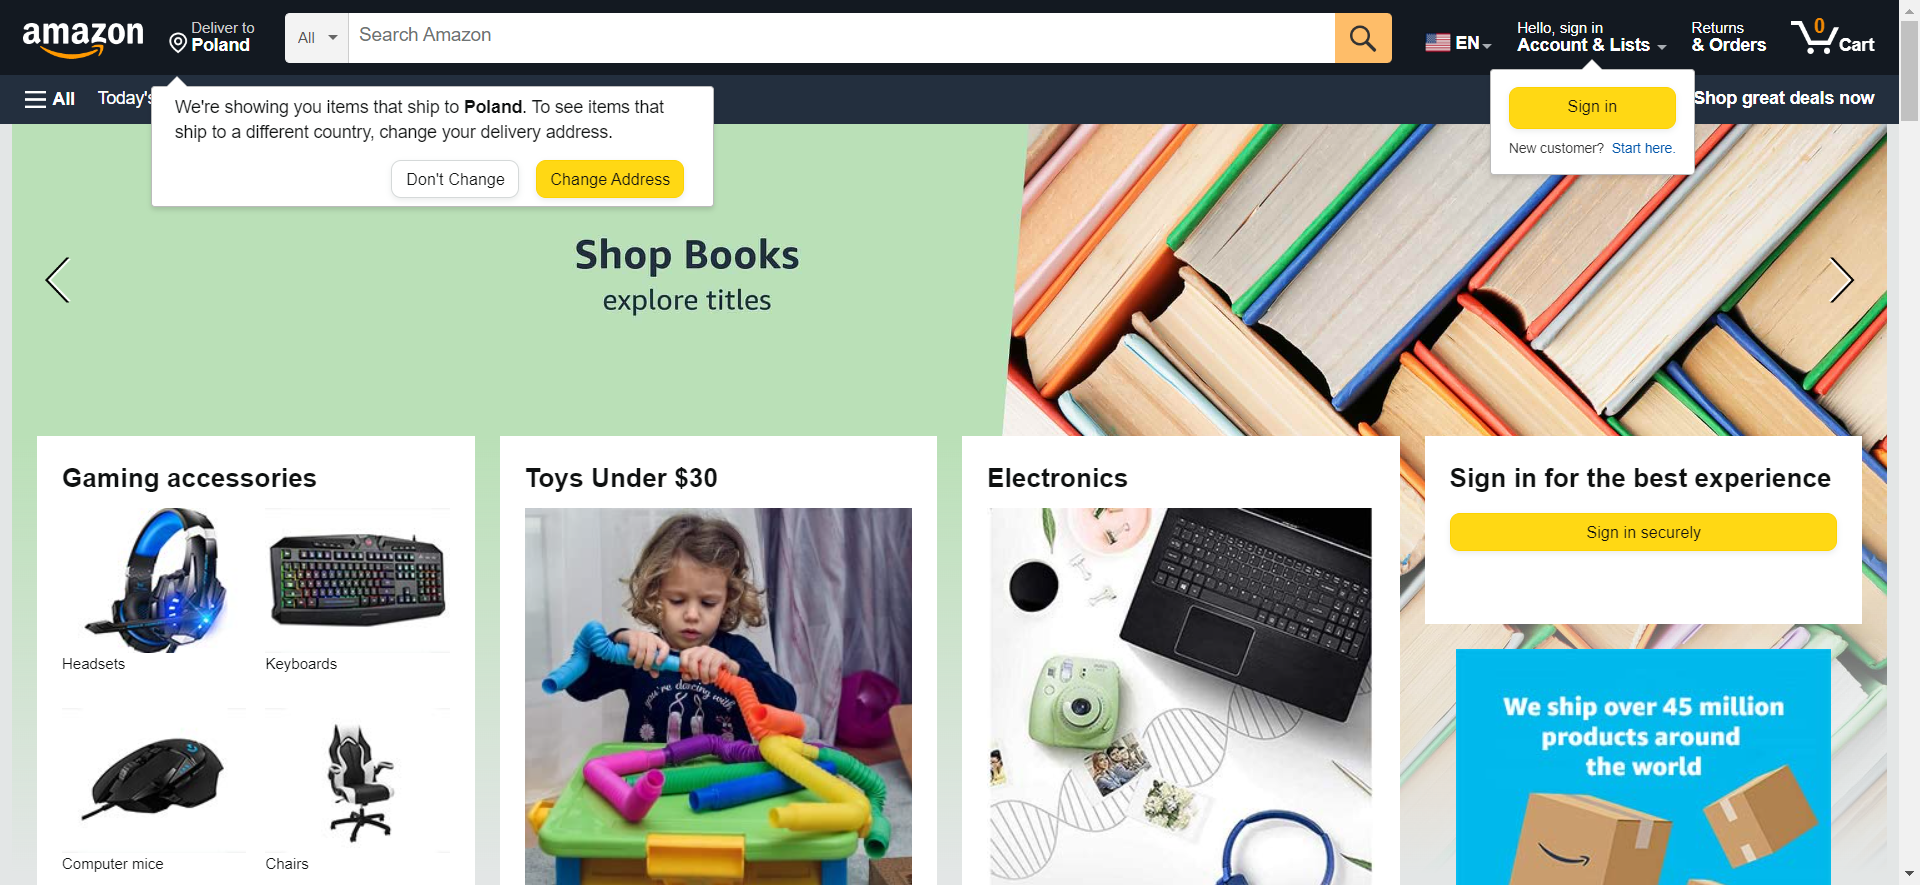 amazon
Deliver to
Poland
All
Search Amazon
EN
Hello, sign in
Account & Lists
Returns
& Orders
0
Cart
All
Today's
Shop great deals now
We're showing you items that ship to Poland. To see items that
ship to a different country, change your delivery address.
Don't Change
Change Address
Sign in
New customer? Start here.
Shop Books
explore titles
Gaming accessories
Headsets
Keyboards
Computer mice
Chairs
Toys Under $30
you're dancing with
Electronics
Sign in for the best experience
Sign in securely
We ship over 45 million
products around
the world